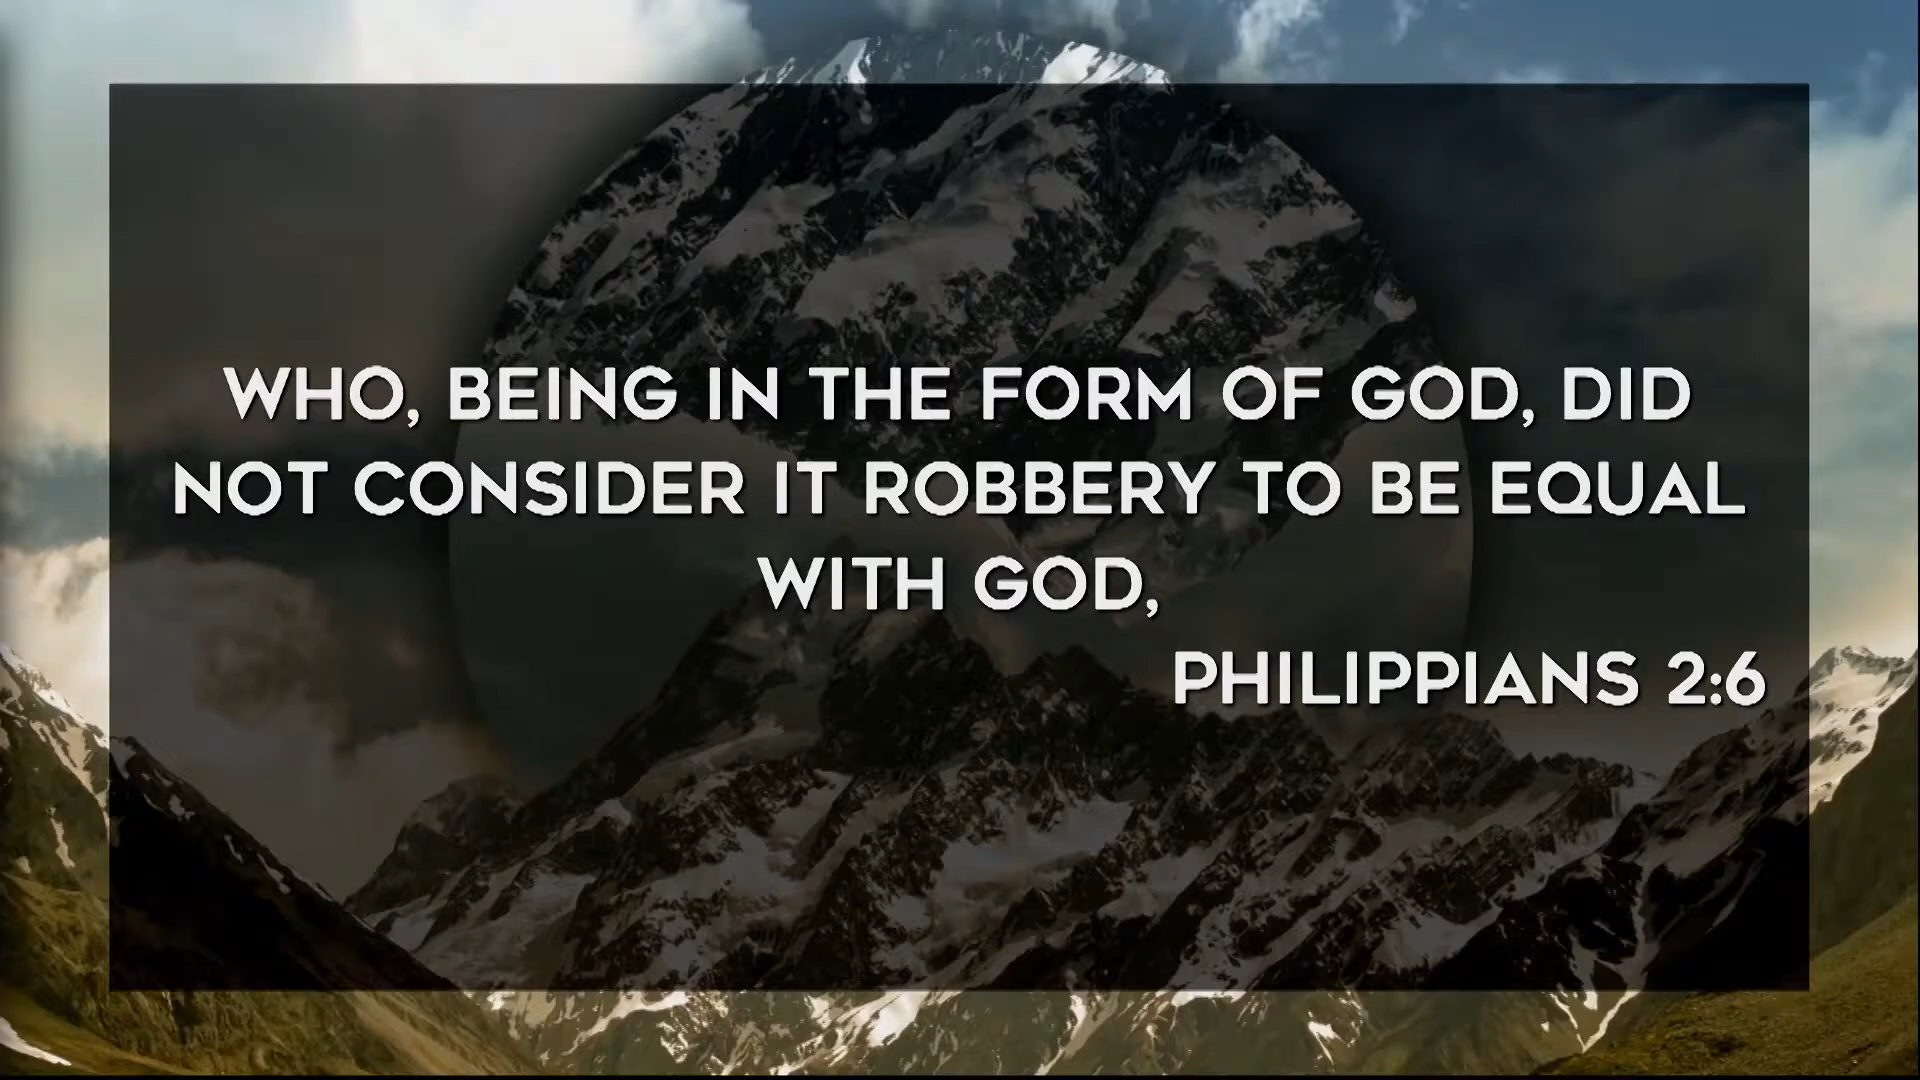 WHO, BEING IN THE FORM OF GOD, DID
NOT CONSIDER IT ROBBERY TO BE EQUAL
WITH GOD,
PHILIPPIANS 2:6